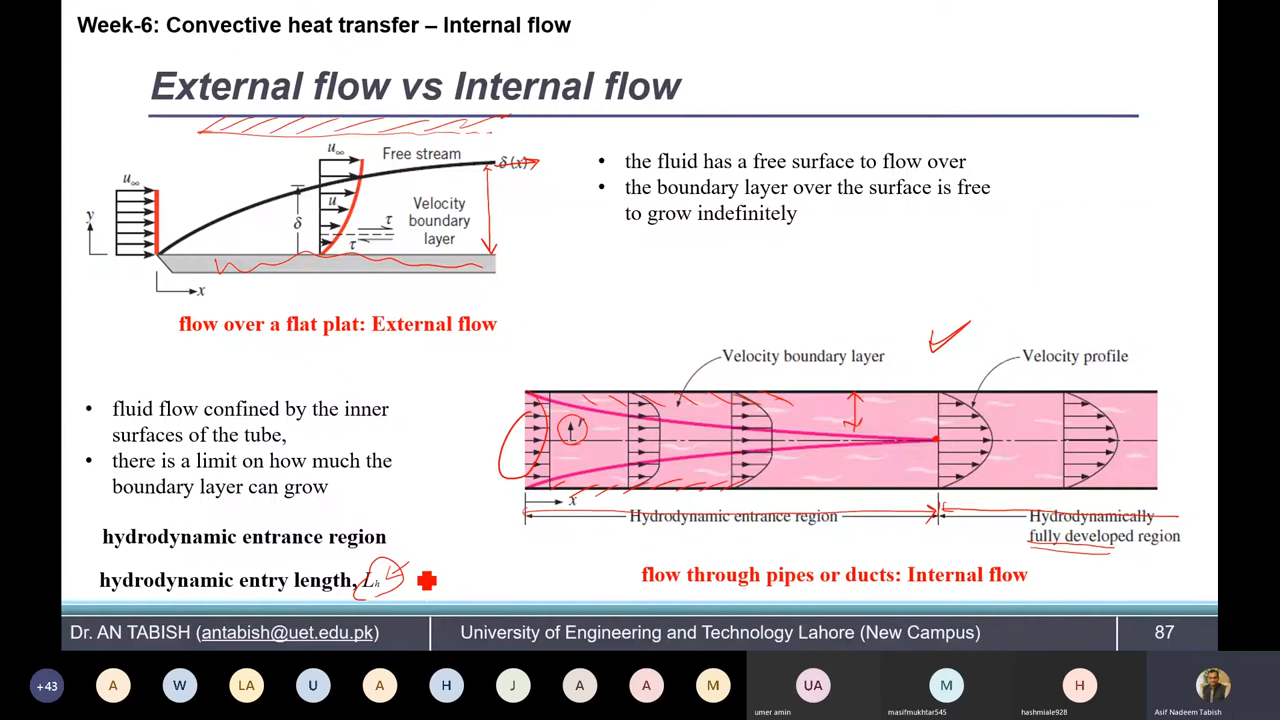 Week-6: Convective heat transfer – Internal flow
External flow vs Internal flow
u∞
u∞
Free stream
δ(x)
y
u
δ
Velocity
boundary
layer
τ
τ
x
flow over a flat plat: External flow
• the fluid has a free surface to flow over
• the boundary layer over the surface is free
to grow indefinitely
• fluid flow confined by the inner
surfaces of the tube,
• there is a limit on how much the
boundary layer can grow
hydrodynamic entrance region
hydrodynamic entry length, Lh
Velocity boundary layer
Velocity profile
r
x
Hydrodynamic entrance region
Hydrodynamically
fully developed region
flow through pipes or ducts: Internal flow
Dr. AN TABISH (antabish@uet.edu.pk)
University of Engineering and Technology Lahore (New Campus)
87
+43
A
W
LA
U
A
H
J
A
A
M
UA
umer amin
M
masifmukhtar545
H
hashmiale928
Asif Nadeem Tabish